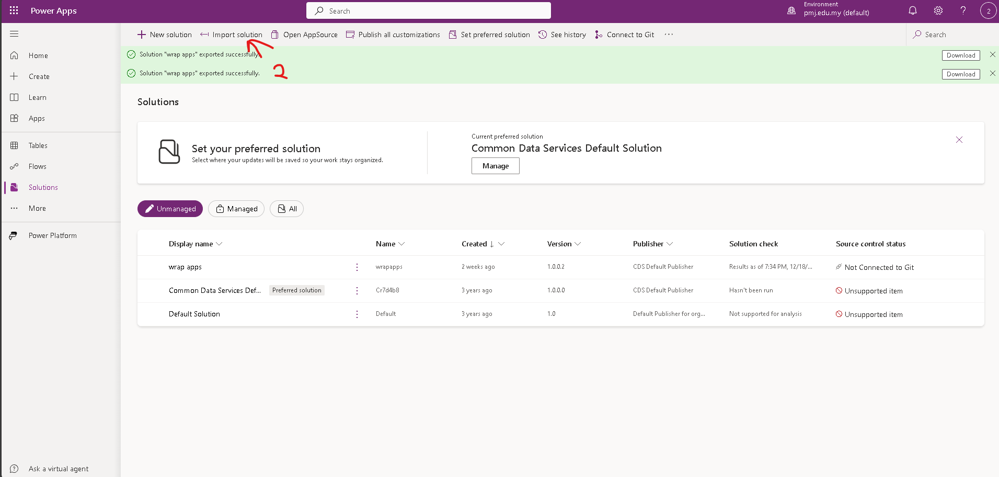 Power Apps
Search
Environment
pmj.edu.my (default)
?
2
New solution
Import solution
Open AppSource
Publish all customizations
Set preferred solution
See history
Connect to Git
...
Search
Home
Create
Learn
Apps
Tables
Flows
Solutions
More
Power Platform
Ask a virtual agent
Solution "wrap apps" exported successfully.
Download
Solution "wrap apps" exported successfully.
2
Download
Solutions
Set your preferred solution
Select where your updates will be saved so your work stays organized.
Current preferred solution
Common Data Services Default Solution
Manage
Unmanaged
Managed
All
Display name Name Created Version Publisher Solution check Source control status
wrap apps wrapapps 2 weeks ago 1.0.0.2 CDS Default Publisher Results as of 7:34 PM, 12/18/... Not Connected to Git
Common Data Services Def... Preferred solution Cr7d4b8 3 years ago 1.0.0.0 CDS Default Publisher Hasn't been run Unsupported item
Default Solution Default 3 years ago 1.0 Default Publisher for org... Not supported for analysis Unsupported item